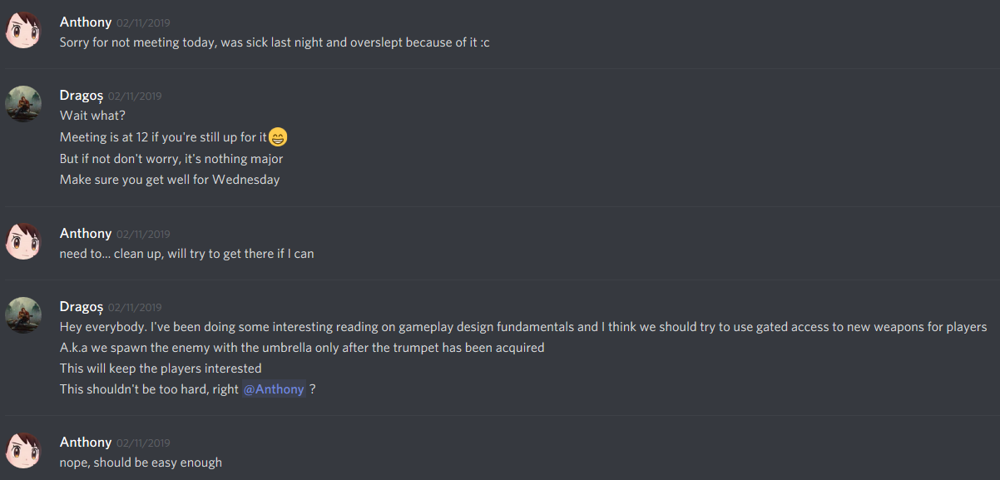 Anthony 02/11/2019
Sorry for not meeting today, was sick last night and overslept because of it :c
Dragoș 02/11/2019
Wait what?
Meeting is at 12 if you're still up for it😁
But if not don't worry, it's nothing major
Make sure you get well for Wednesday
Anthony 02/11/2019
need to... clean up, will try to get there if I can
Dragoș 02/11/2019
Hey everybody. I've been doing some interesting reading on gameplay design fundamentals and I think we should try to use gated access to new weapons for players
A.k.a we spawn the enemy with the umbrella only after the trumpet has been acquired
This will keep the players interested
This shouldn't be too hard, right @Anthony ?
Anthony 02/11/2019
nope, should be easy enough